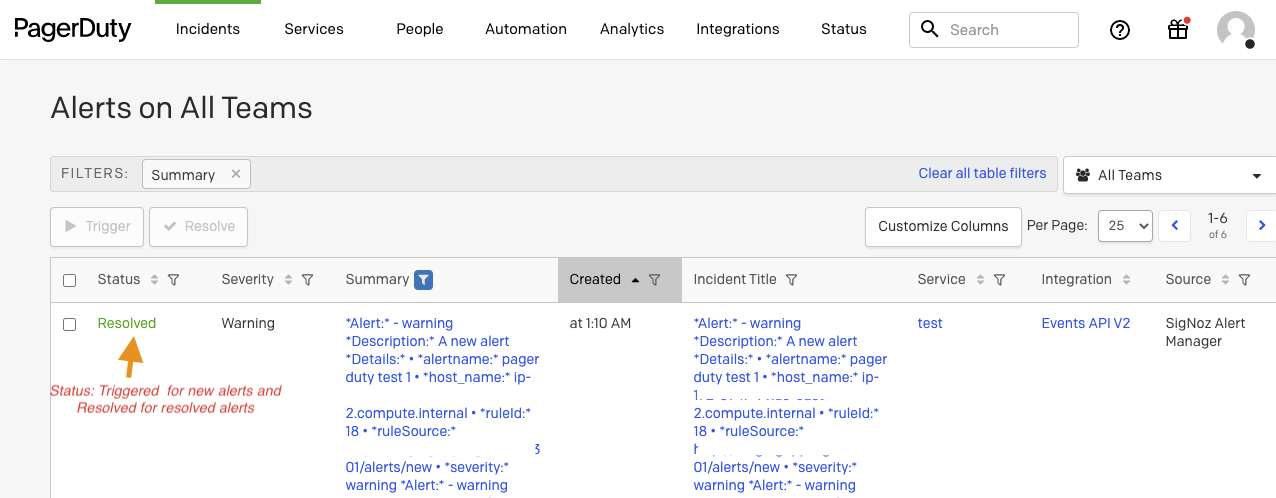 PagerDuty
Incidents
Services
People
Automation
Analytics
Integrations
Status
Search
Alerts on All Teams
FILTERS:
Summary ×
Clear all table filters
All Teams
Trigger
Resolve
Customize Columns
Per Page:
25
1-6
of 6
Status
Severity
Summary
Created
Incident Title
Service
Integration
Source
Resolved
Warning
*Alert:* - warning
*Description:* A new alert
*Details:* • *alertname:* pager
duty test 1 • *host_name:* ip-
2.compute.internal • *ruleId:*
18 • *ruleSource:*
3
01/alerts/new • *severity:*
warning *Alert:* - warning
at 1:10 AM
*Alert:* - warning
*Description:* A new alert
*Details:* • *alertname:* pager
duty test 1 • *host_name:* ip-
1
2.compute.internal • *ruleId:*
18 • *ruleSource:*
01/alerts/new • *severity:*
warning *Alert:* - warning
test
Events API V2
SigNoz Alert
Manager
Status: Triggered for new alerts and
Resolved for resolved alerts